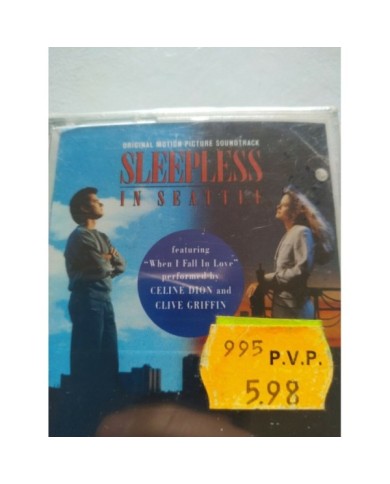 ORIGINAL MOTION PICTURE SOUNDTRACK
SLEEPLESS
IN SEATTLE
featuring
"When I Fall In Love"
performed by
CELINE DION and
CLIVE GRIFFIN
995 P.V.P.
5.98